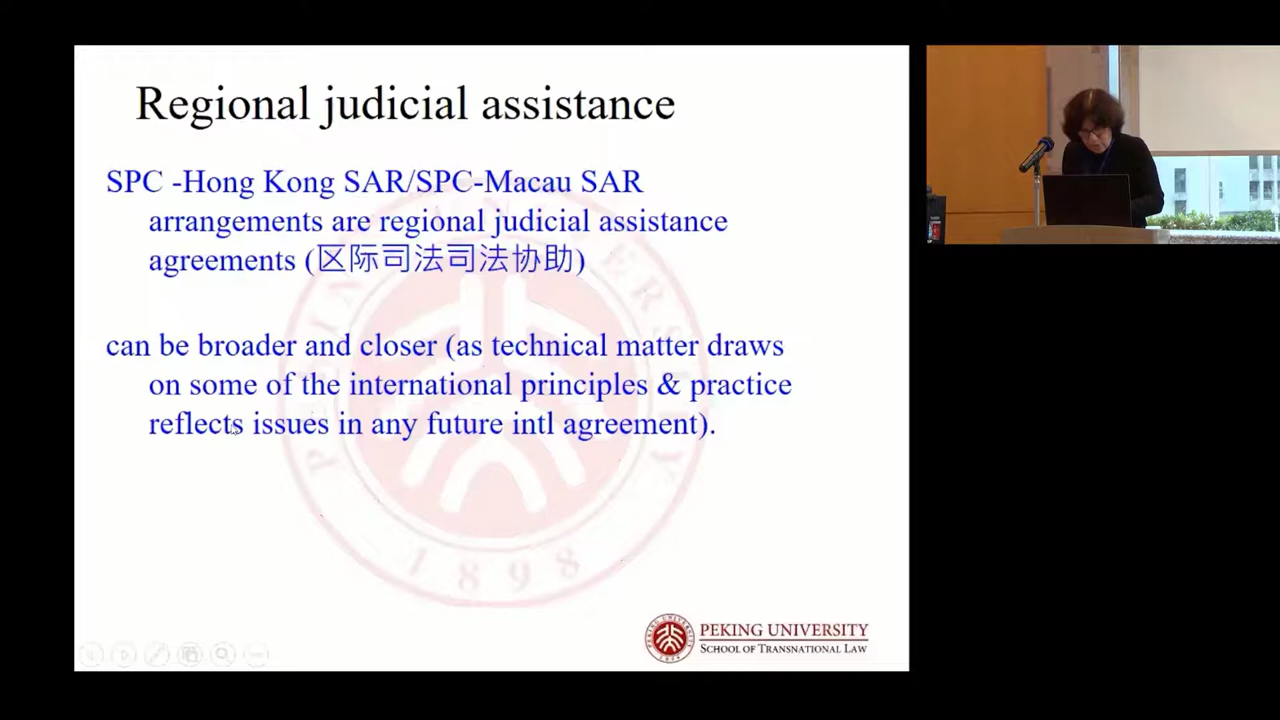 Regional judicial assistance
SPC -Hong Kong SAR/SPC-Macau SAR
arrangements are regional judicial assistance
agreements (区际司法司法协助)
can be broader and closer (as technical matter draws
on some of the international principles & practice
reflects issues in any future intl agreement).
1898
PEKING UNIVERSITY
SCHOOL OF TRANSNATIONAL LAW